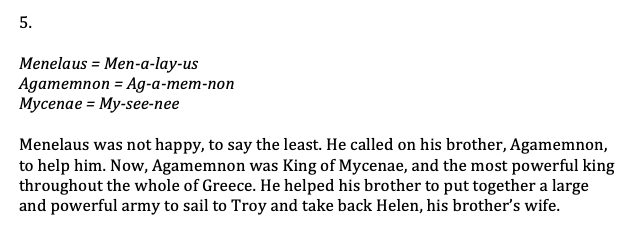 5.
Menelaus = Men-a-lay-us
Agamemnon = Ag-a-mem-non
Mycenae = My-see-nee
Menelaus was not happy, to say the least. He called on his brother, Agamemnon,
to help him. Now, Agamemnon was King of Mycenae, and the most powerful king
throughout the whole of Greece. He helped his brother to put together a large
and powerful army to sail to Troy and take back Helen, his brother’s wife.